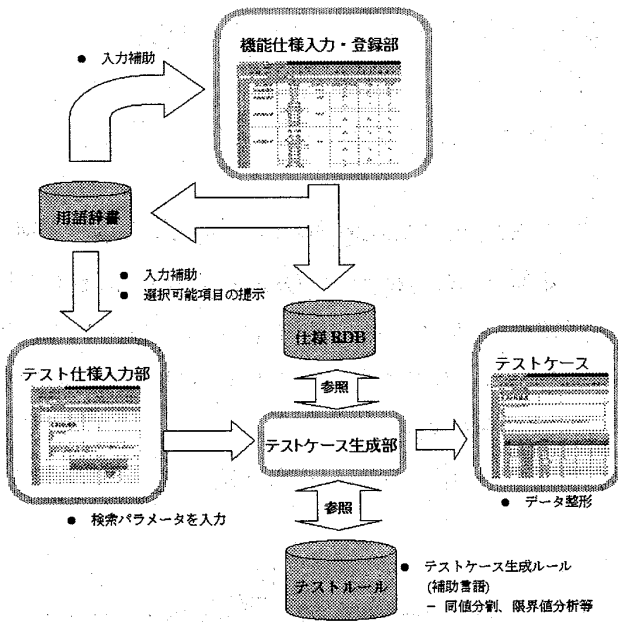 機能仕様入力・登録部
● 入力補助
用語辞書
● 入力補助
● 選択可能項目の提示
仕様RDB
テスト仕様入力部
テストケース
参照
テストケース生成部
● データ整形
● 検索パラメータを入力
参照
テストルール
● テストケース生成ルール
(補助言語)
－ 同値分割、限界値分析等